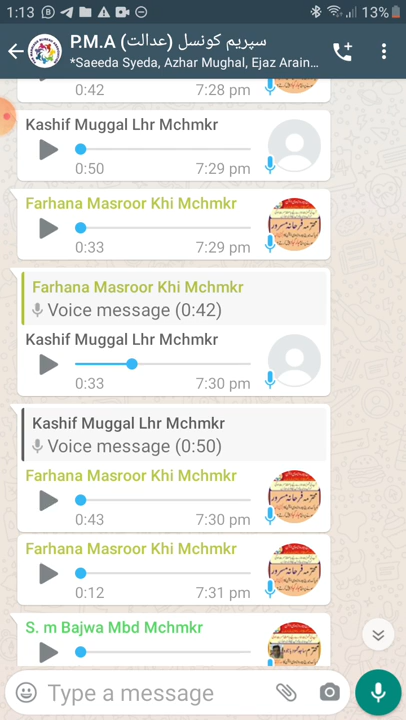 1:13
13%
P.M.A سپریم کونسل (عدالت)
*Saeeda Syeda, Azhar Mughal, Ejaz Arain…
0:42 7:28 pm
Kashif Muggal Lhr Mchmkr
0:50 7:29 pm
Farhana Masroor Khi Mchmkr
0:33 7:29 pm
Farhana Masroor Khi Mchmkr
Voice message (0:42)
Kashif Muggal Lhr Mchmkr
0:33 7:30 pm
Kashif Muggal Lhr Mchmkr
Voice message (0:50)
Farhana Masroor Khi Mchmkr
0:43 7:30 pm
Farhana Masroor Khi Mchmkr
0:12 7:31 pm
S. m Bajwa Mbd Mchmkr
Type a message